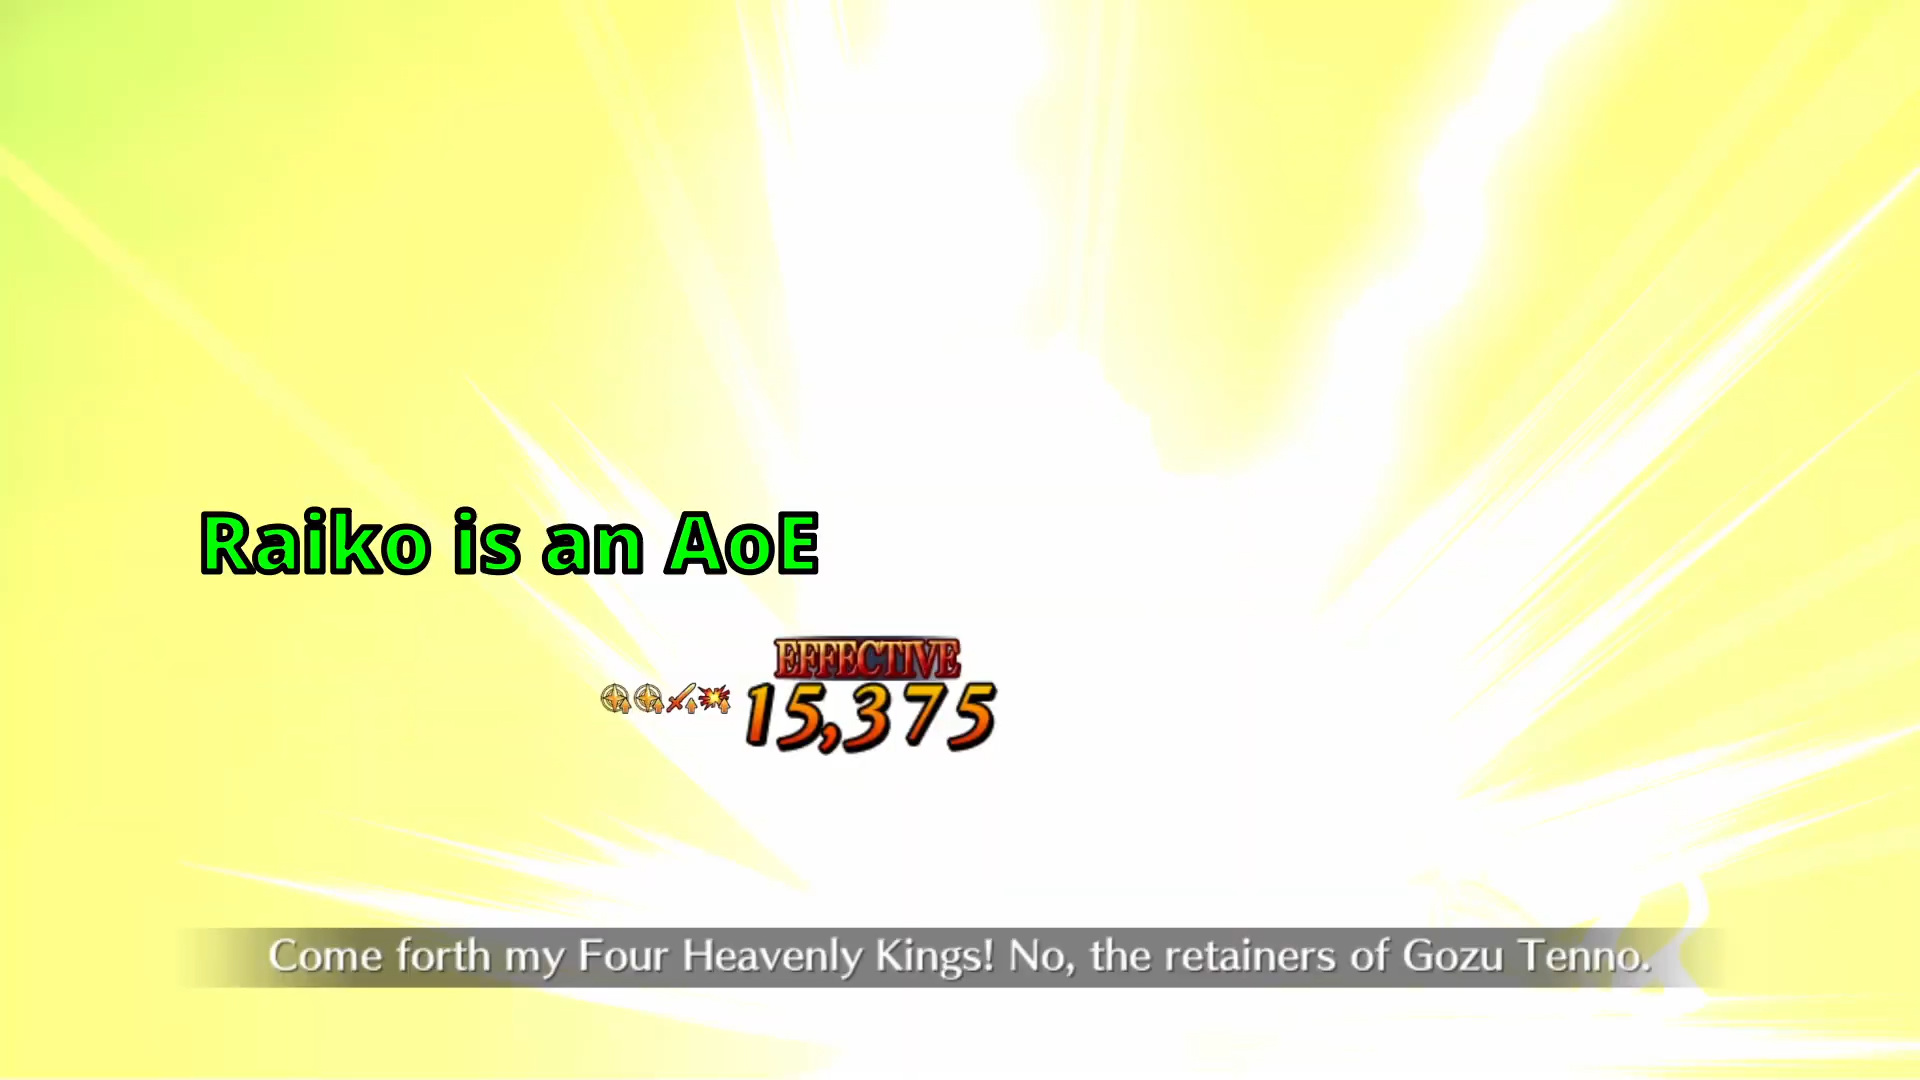 Raiko is an AoE
EFFECTIVE
15,375
Come forth my Four Heavenly Kings! No, the retainers of Gozu Tenno.